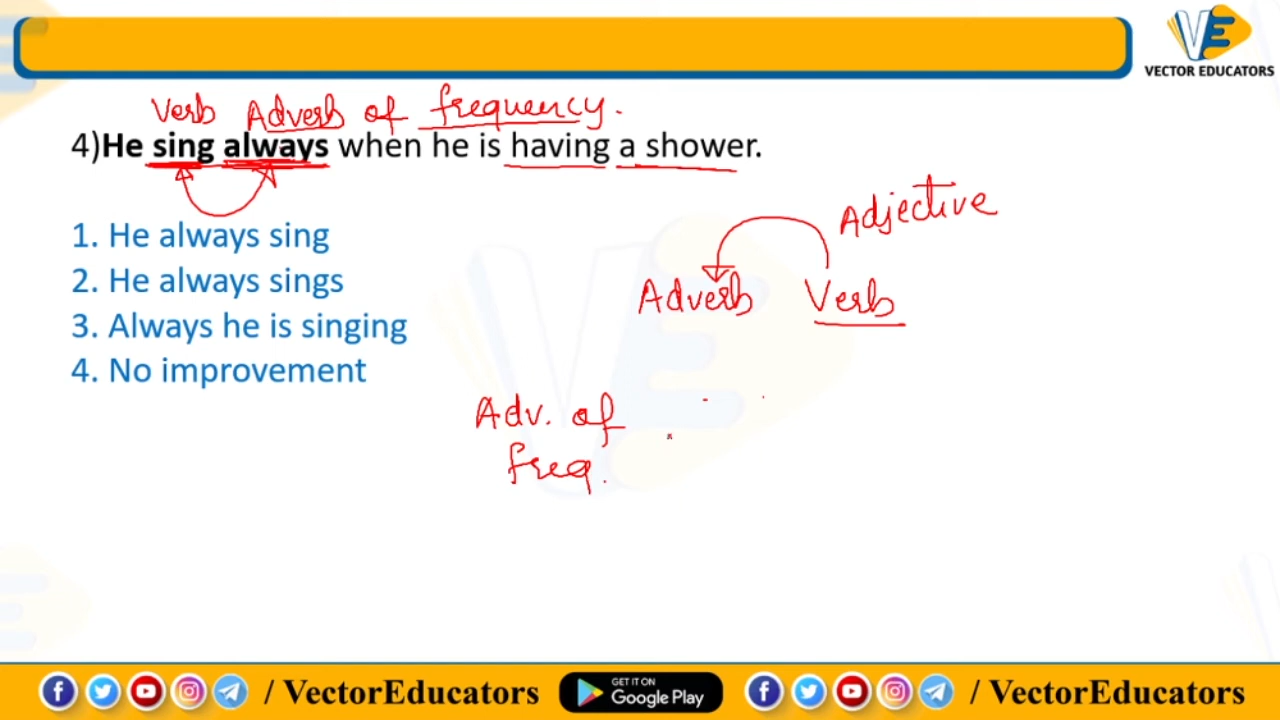 VE
VECTOR EDUCATORS
Verb Adverb of frequency.
4)He sing always when he is having a shower.
Adjective
1. He always sing
2. He always sings
Adverb Verb
3. Always he is singing
4. No improvement
Adv. of
freq.
/ VectorEducators
GET IT ON
Google Play
/ VectorEducators